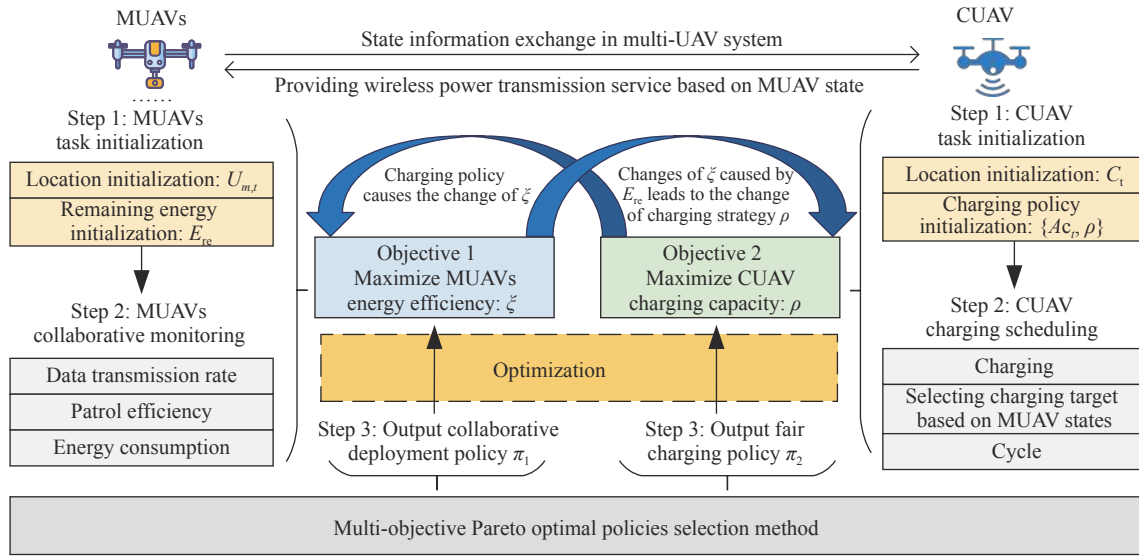 MUAVs
CUAV
State information exchange in multi-UAV system
Providing wireless power transmission service based on MUAV state
……
Step 1: MUAVs
task initialization
Location initialization: U_{m,t}
Remaining energy
initialization: E_{re}
Step 2: MUAVs
collaborative monitoring
Data transmission rate
Patrol efficiency
Energy consumption
Charging policy
causes the change of ξ
Changes of ξ caused by
E_{re} leads to the change
of charging strategy ρ
Objective 1
Maximize MUAVs
energy efficiency: ξ
Objective 2
Maximize CUAV
charging capacity: ρ
Optimization
Step 3: Output collaborative
deployment policy π_1
Step 3: Output fair
charging policy π_2
Step 1: CUAV
task initialization
Location initialization: C_t
Charging policy
initialization: {Ac_t, ρ}
Step 2: CUAV
charging scheduling
Charging
Selecting charging target
based on MUAV states
Cycle
Multi-objective Pareto optimal policies selection method